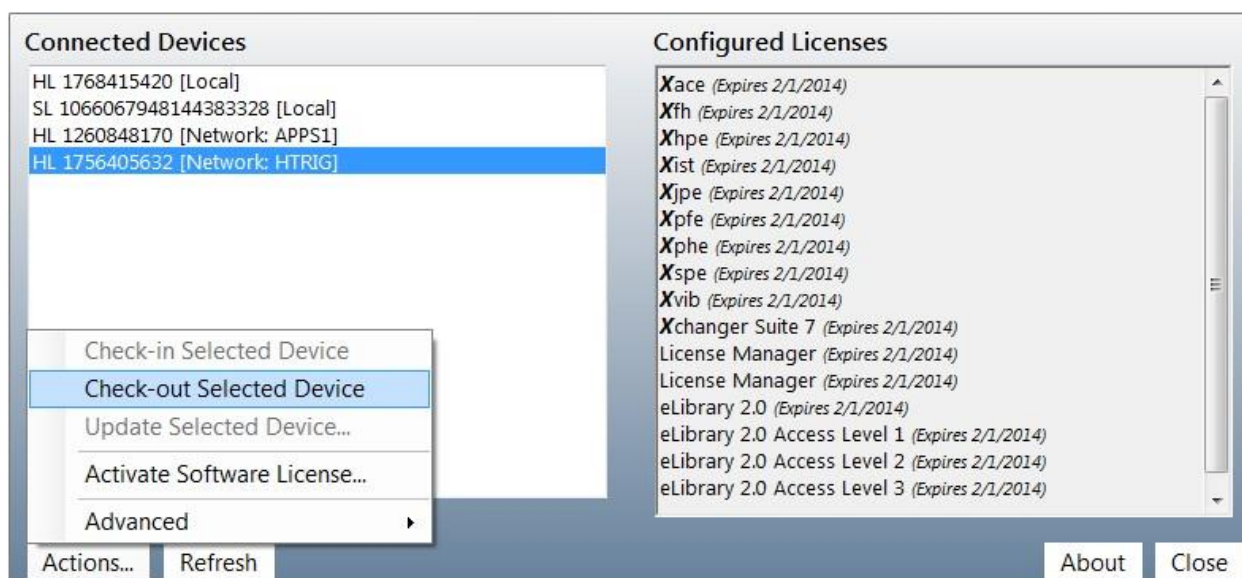 Connected Devices
HL 1768415420 [Local]
SL 1066067948144383328 [Local]
HL 1260848170 [Network: APPS1]
HL 1756405632 [Network: HTRIG]
Check-in Selected Device
Check-out Selected Device
Update Selected Device...
Activate Software License...
Advanced
Actions...
Refresh
Configured Licenses
Xace (Expires 2/1/2014)
Xfh (Expires 2/1/2014)
Xhpe (Expires 2/1/2014)
Xist (Expires 2/1/2014)
Xjpe (Expires 2/1/2014)
Xpfe (Expires 2/1/2014)
Xphe (Expires 2/1/2014)
Xspe (Expires 2/1/2014)
Xvib (Expires 2/1/2014)
Xchanger Suite 7 (Expires 2/1/2014)
License Manager (Expires 2/1/2014)
License Manager (Expires 2/1/2014)
eLibrary 2.0 (Expires 2/1/2014)
eLibrary 2.0 Access Level 1 (Expires 2/1/2014)
eLibrary 2.0 Access Level 2 (Expires 2/1/2014)
eLibrary 2.0 Access Level 3 (Expires 2/1/2014)
About
Close